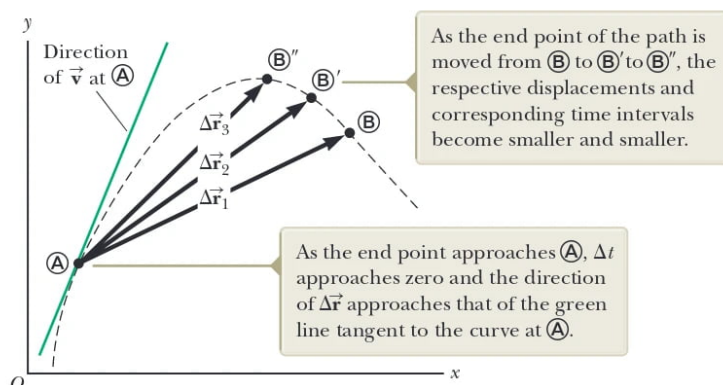 y
Direction
of v⃗ at Ⓐ
Ⓑ″
Ⓑ′
Ⓑ
Δr⃗₃
Δr⃗₂
Δr⃗₁
As the end point of the path is
moved from Ⓑ to Ⓑ′ to Ⓑ″, the
respective displacements and
corresponding time intervals
become smaller and smaller.
Ⓐ
As the end point approaches Ⓐ, Δt
approaches zero and the direction
of Δr⃗ approaches that of the green
line tangent to the curve at Ⓐ.
x
O